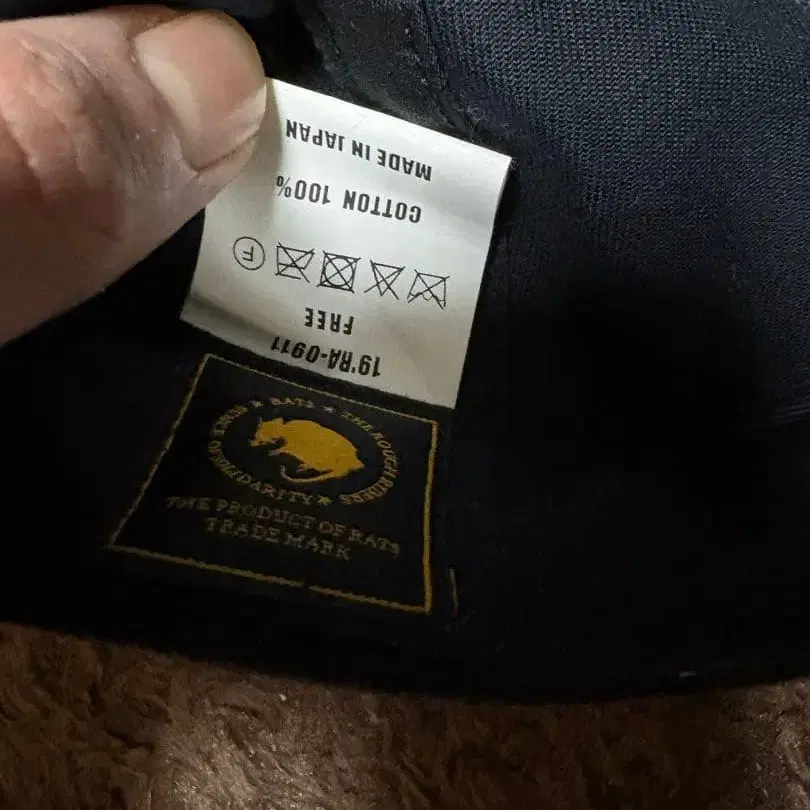 19'RA-0911
FREE
F
COTTON 100%
MADE IN JAPAN
★ RATS ★ THE ROUGH RIDERS
SOLIDARITY ★
THE PRODUCT OF RATS
TRADE MARK